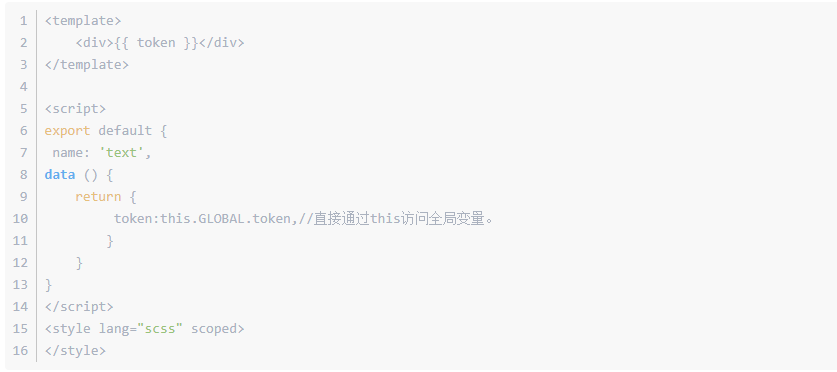 1 <template>
2     <div>{{ token }}</div>
3 </template>
4
5 <script>
6 export default {
7  name: 'text',
8 data () {
9     return {
10          token:this.GLOBAL.token,//直接通过this访问全局变量。
11         }
12     }
13 }
14 </script>
15 <style lang="scss" scoped>
16 </style>